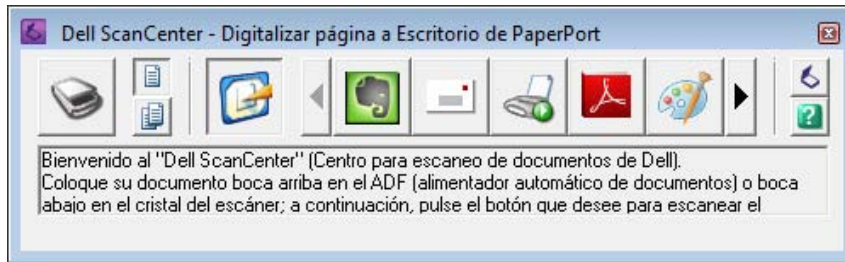 Dell ScanCenter - Digitalizar página a Escritorio de PaperPort
Bienvenido al "Dell ScanCenter" (Centro para escaneo de documentos de Dell).
Coloque su documento boca arriba en el ADF (alimentador automático de documentos) o boca
abajo en el cristal del escáner; a continuación, pulse el botón que desee para escanear el